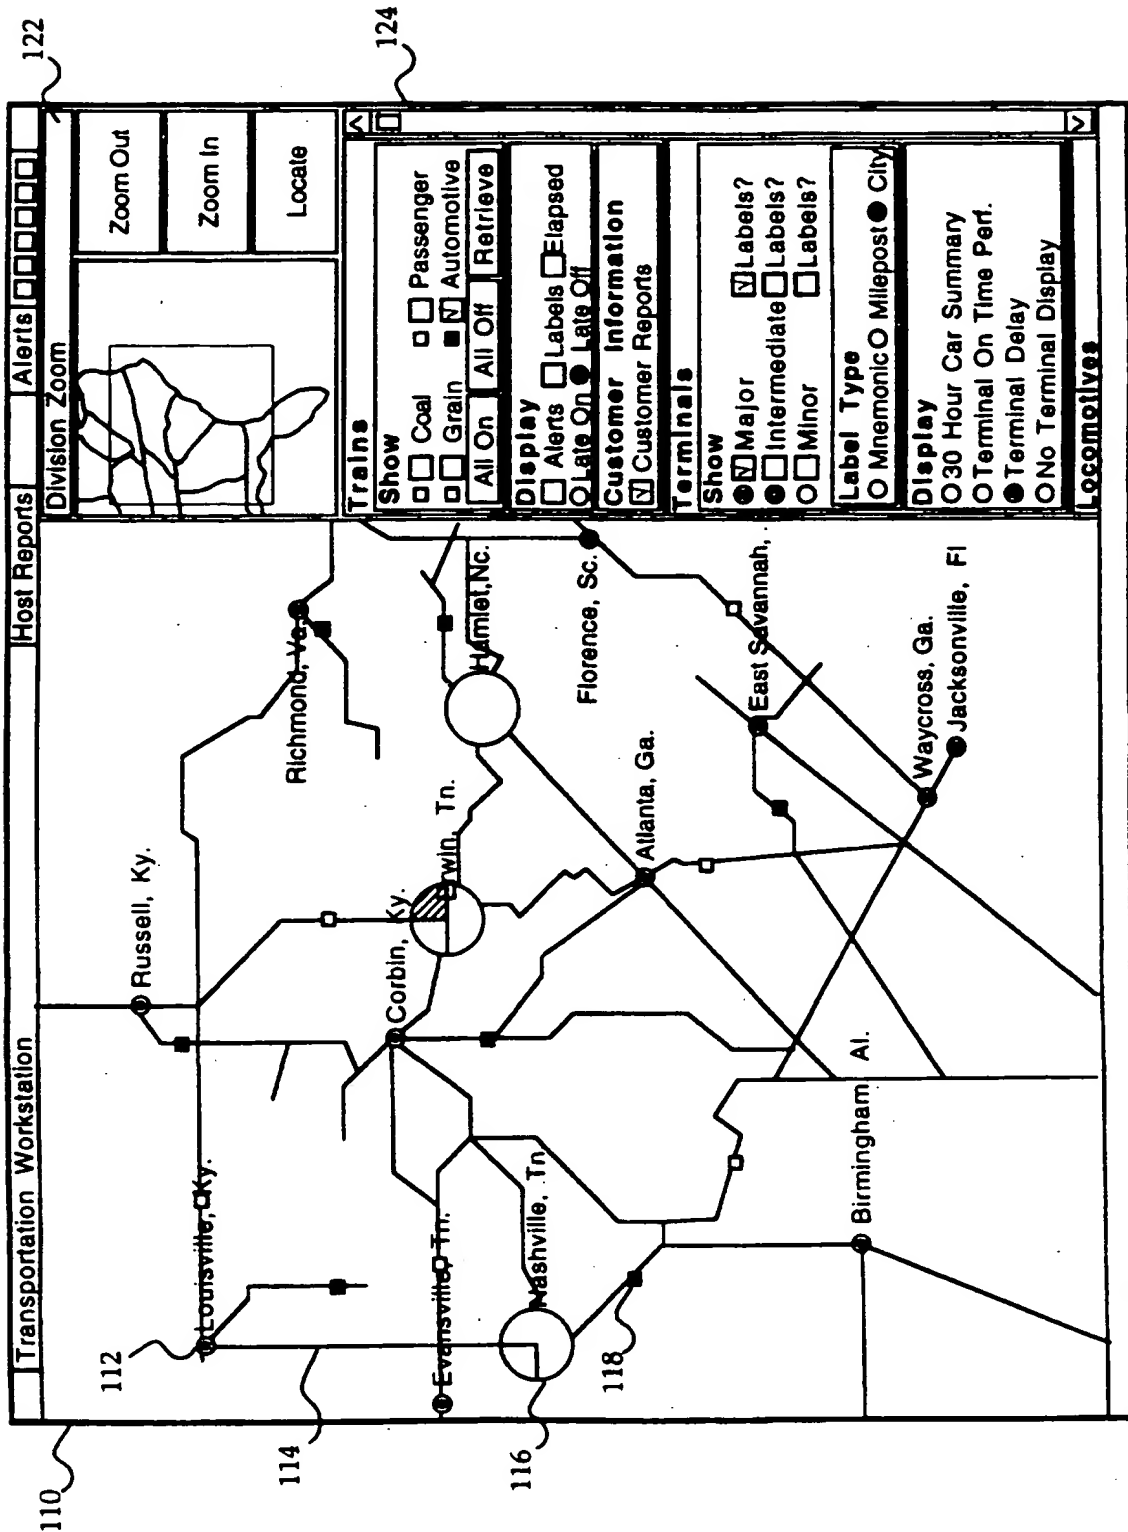 Transportation Workstation
Host Reports
Alerts
110
112
114
116
118
122
124
Russell, Ky.
Louisville, Ky.
Richmond, Va.
Corbin, Ky.
Evansville, Tn.
Nashville, Tn
Hamlet, Nc.
Florence, Sc.
Atlanta, Ga.
East Savannah, .
Waycross, Ga.
Jacksonville, Fl
Birmingham Al.
Division Zoom
Zoom Out
Zoom In
Locate
Trains
Show
Coal
Passenger
Grain
Automotive
All On
All Off
Retrieve
Display
Alerts
Labels
Elapsed
Late On
Late Off
Customer Information
Customer Reports
Terminals
Show
Major
Labels?
Intermediate
Labels?
Minor
Labels?
Label Type
Mnemonic
Milepost
City
Display
30 Hour Car Summary
Terminal On Time Perf.
Terminal Delay
No Terminal Display
Locomotives